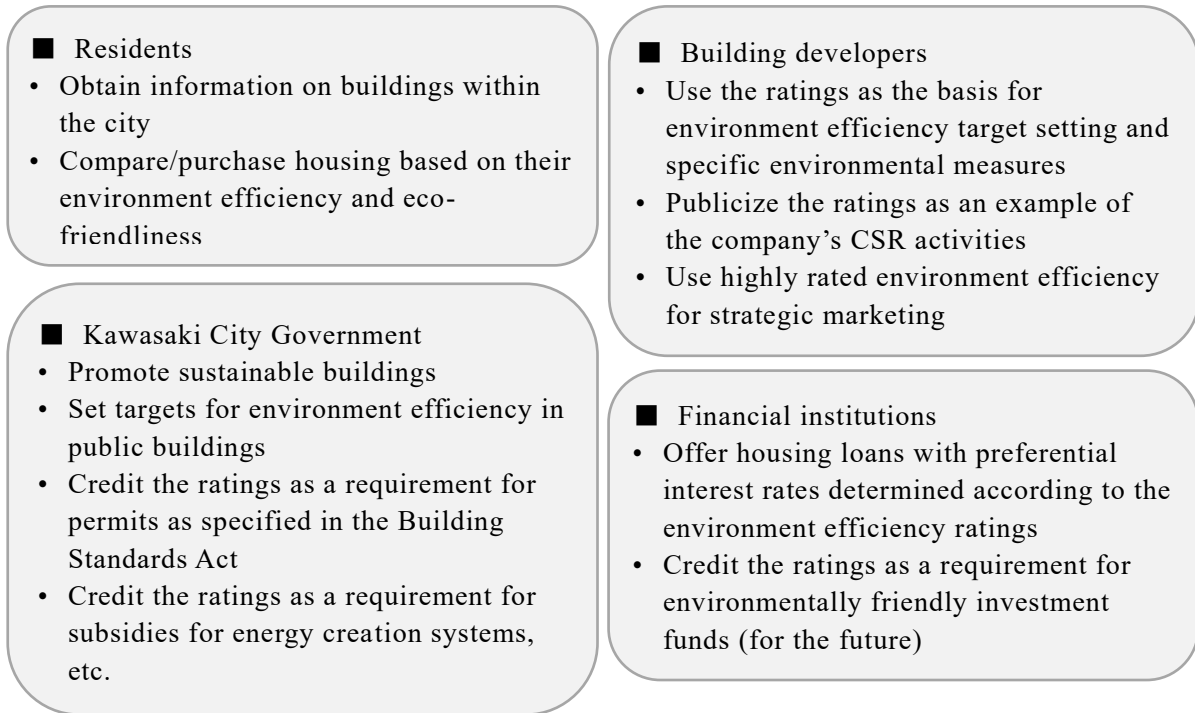 ■ Residents
• Obtain information on buildings within
the city
• Compare/purchase housing based on their
environment efficiency and eco-
friendliness
■ Kawasaki City Government
• Promote sustainable buildings
• Set targets for environment efficiency in
public buildings
• Credit the ratings as a requirement for
permits as specified in the Building
Standards Act
• Credit the ratings as a requirement for
subsidies for energy creation systems,
etc.
■ Building developers
• Use the ratings as the basis for
environment efficiency target setting and
specific environmental measures
• Publicize the ratings as an example of
the company's CSR activities
• Use highly rated environment efficiency
for strategic marketing
■ Financial institutions
• Offer housing loans with preferential
interest rates determined according to the
environment efficiency ratings
• Credit the ratings as a requirement for
environmentally friendly investment
funds (for the future)